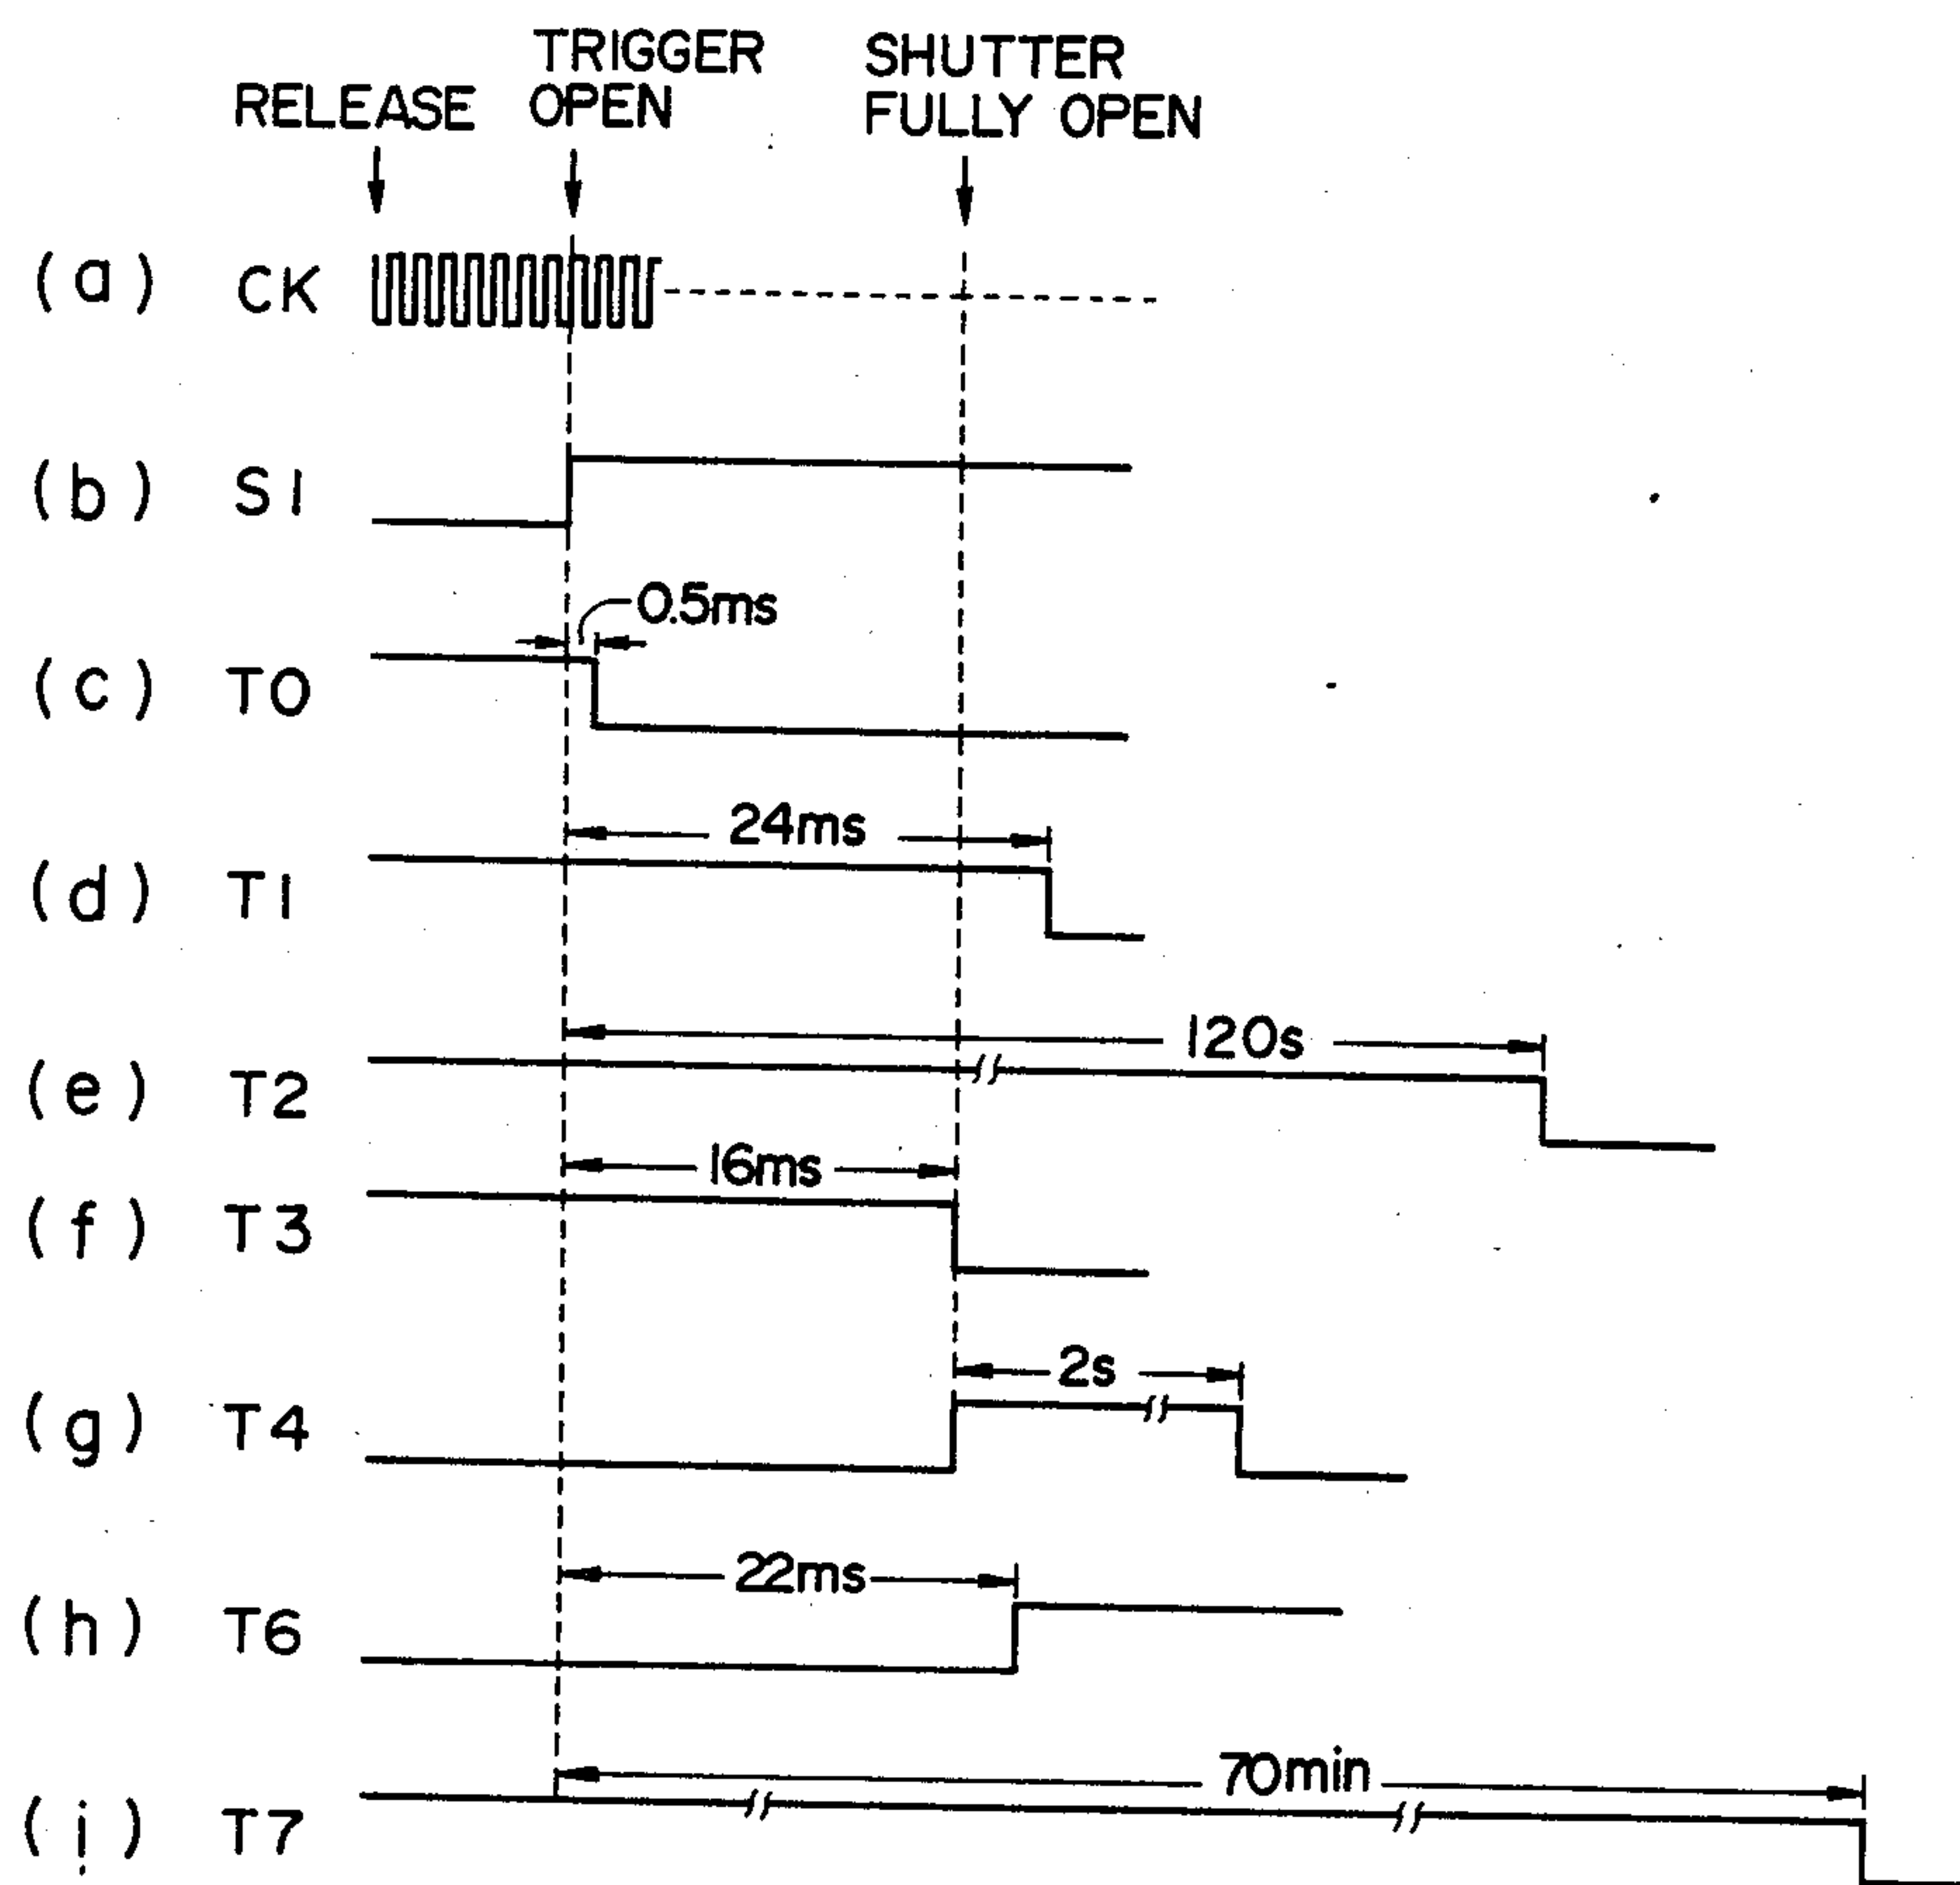 TRIGGER
OPEN
SHUTTER
FULLY OPEN
RELEASE
(a) CK
(b) S1
0.5ms
(c) T0
24ms
(d) T1
120s
(e) T2
16ms
(f) T3
2s
(g) T4
22ms
(h) T6
70min
(i) T7